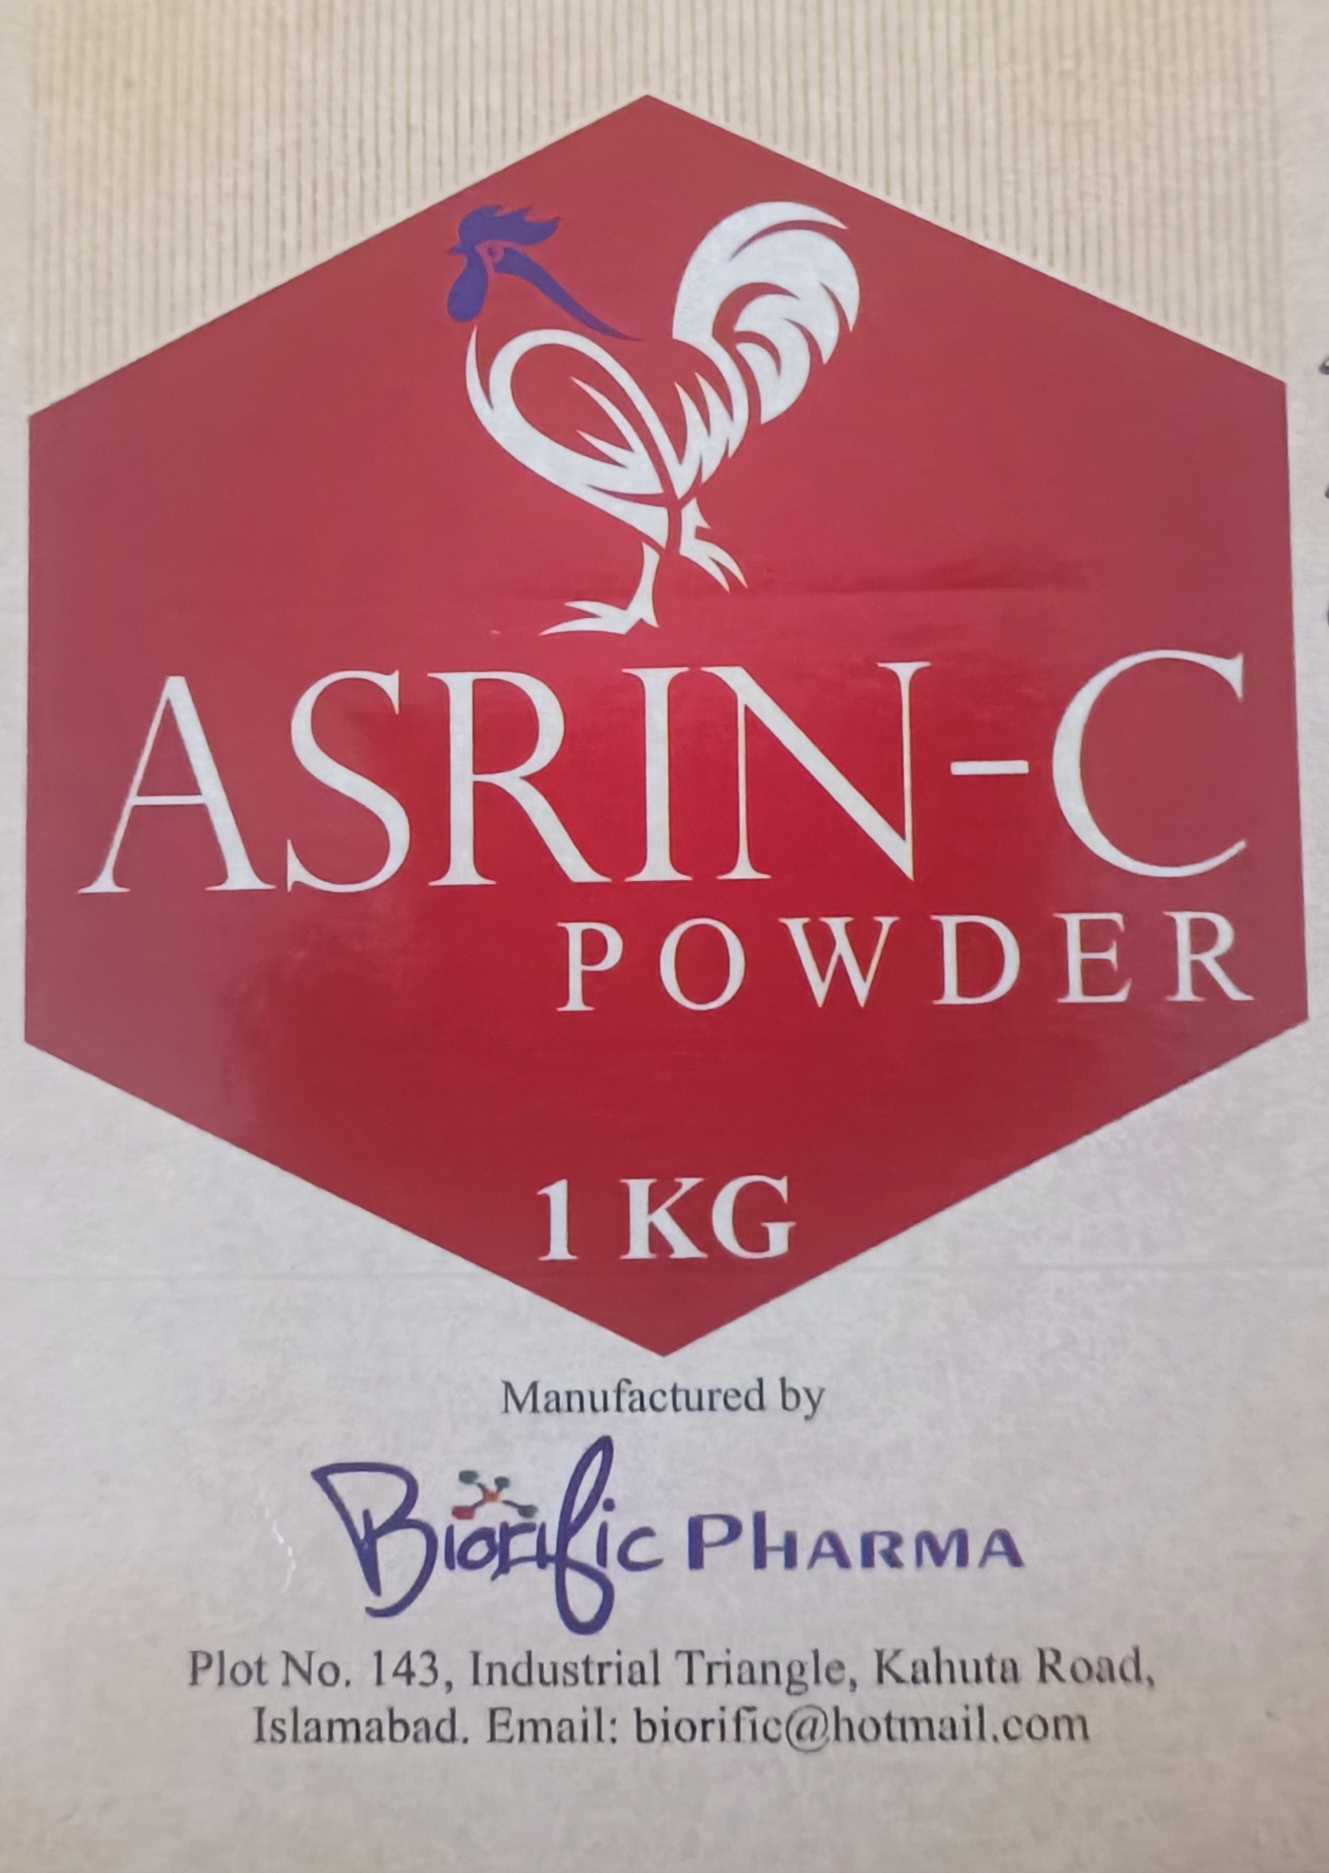 ASRIN-C
POWDER
1 KG
Manufactured by
Biorific PHARMA
Plot No. 143, Industrial Triangle, Kahuta Road,
Islamabad. Email: biorific@hotmail.com